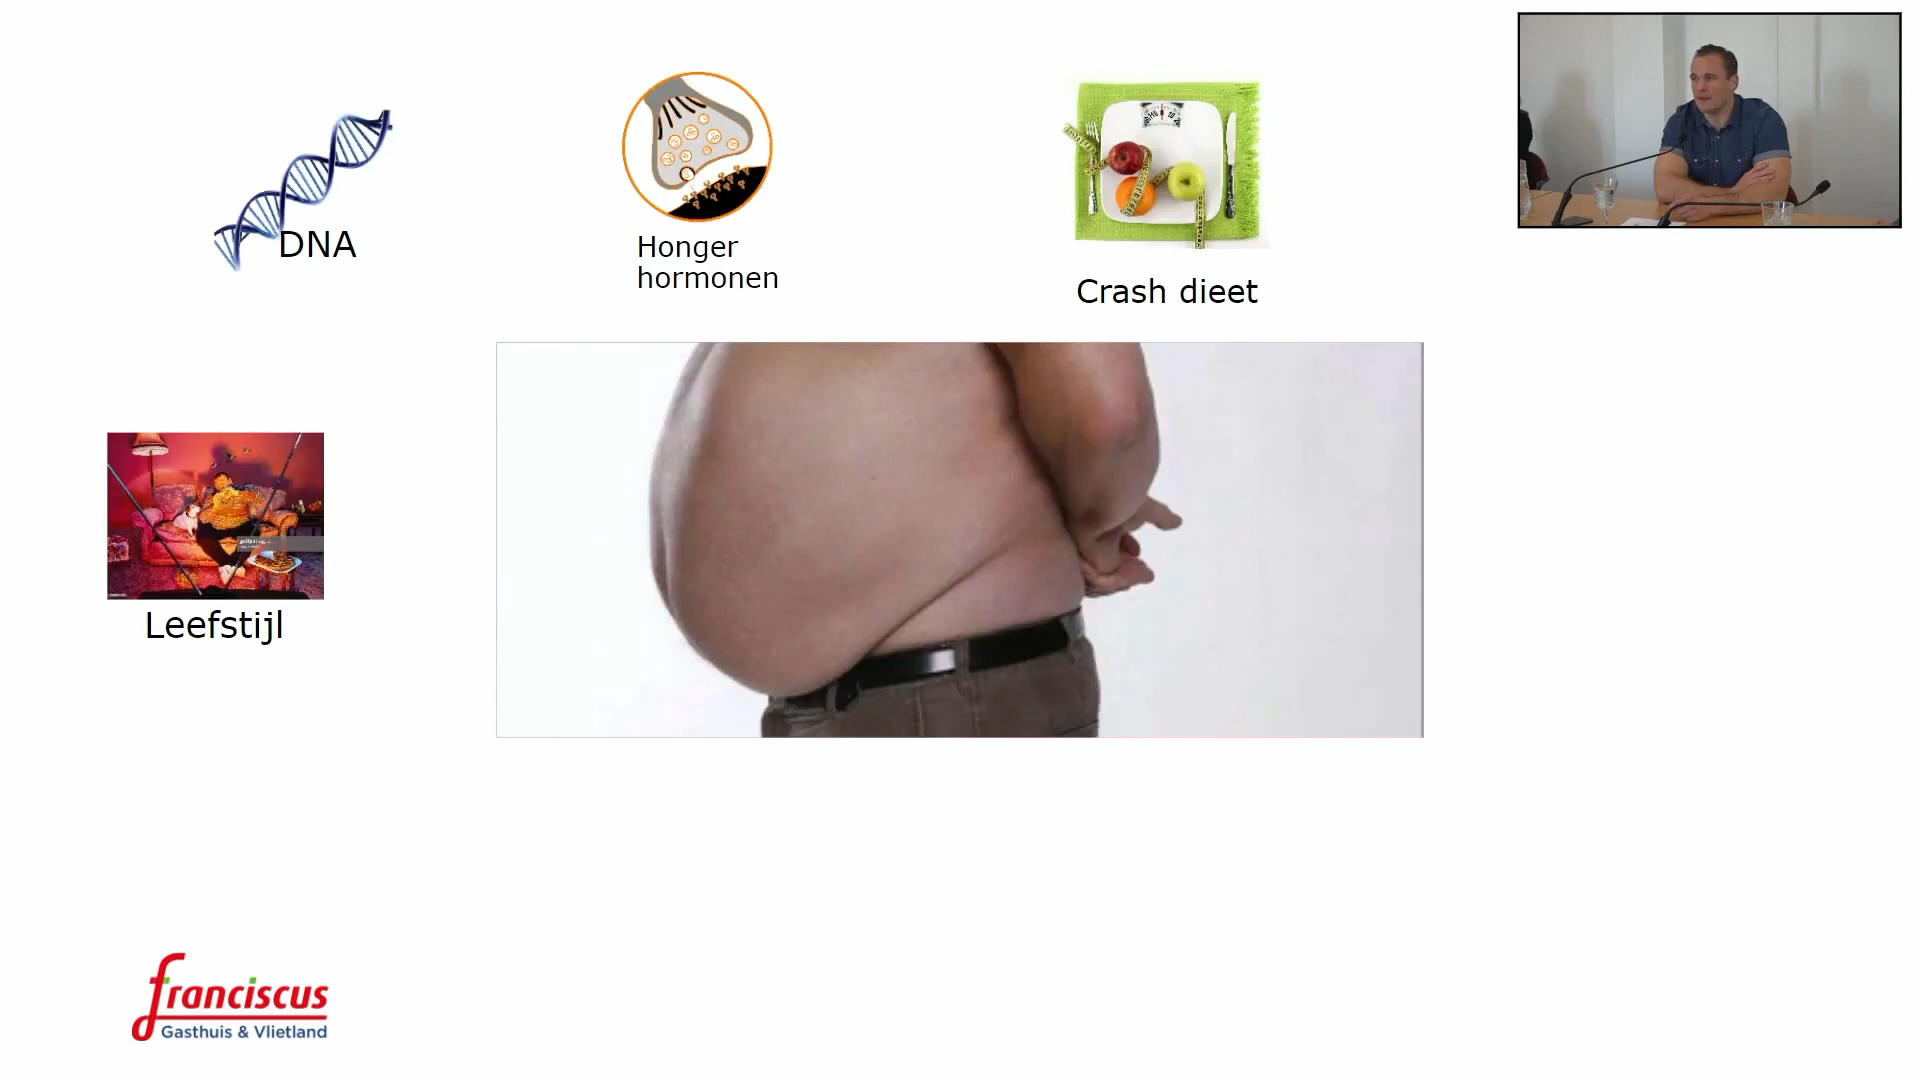 DNA
Honger
hormonen
Crash dieet
Leefstijl
franciscus
Gasthuis & Vlietland